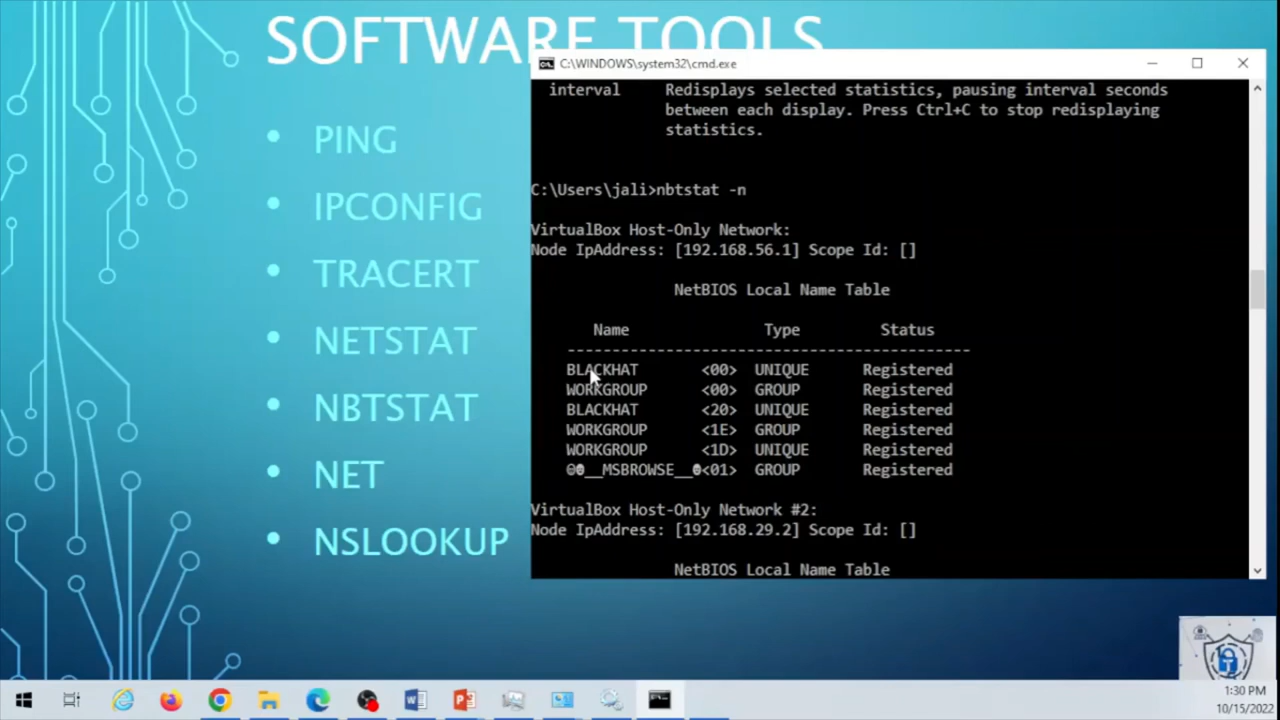 SOFTWARE TOOLS
• PING
• IPCONFIG
• TRACERT
• NETSTAT
• NBTSTAT
• NET
• NSLOOKUP
C:\WINDOWS\system32\cmd.exe
interval Redisplays selected statistics, pausing interval seconds
between each display. Press Ctrl+C to stop redisplaying
statistics.
C:\Users\jali>nbtstat -n
VirtualBox Host-Only Network:
Node IpAddress: [192.168.56.1] Scope Id: []
NetBIOS Local Name Table
Name Type Status
---------------------------------------------
BLACKHAT <00> UNIQUE Registered
WORKGROUP <00> GROUP Registered
BLACKHAT <20> UNIQUE Registered
WORKGROUP <1E> GROUP Registered
WORKGROUP <1D> UNIQUE Registered
☺☻__MSBROWSE__☻<01> GROUP Registered
VirtualBox Host-Only Network #2:
Node IpAddress: [192.168.29.2] Scope Id: []
NetBIOS Local Name Table
1:30 PM
10/15/2022